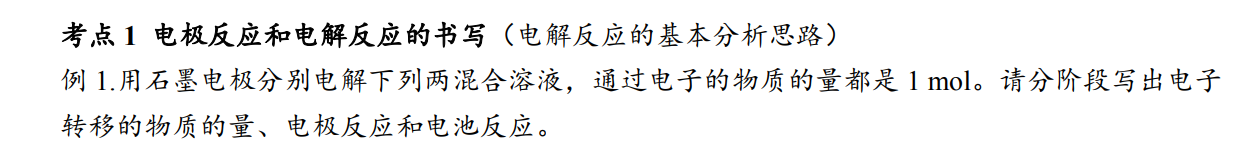 考点 1 电极反应和电解反应的书写（电解反应的基本分析思路）
例 1.用石墨电极分别电解下列两混合溶液，通过电子的物质的量都是 1 mol。请分阶段写出电子
转移的物质的量、电极反应和电池反应。